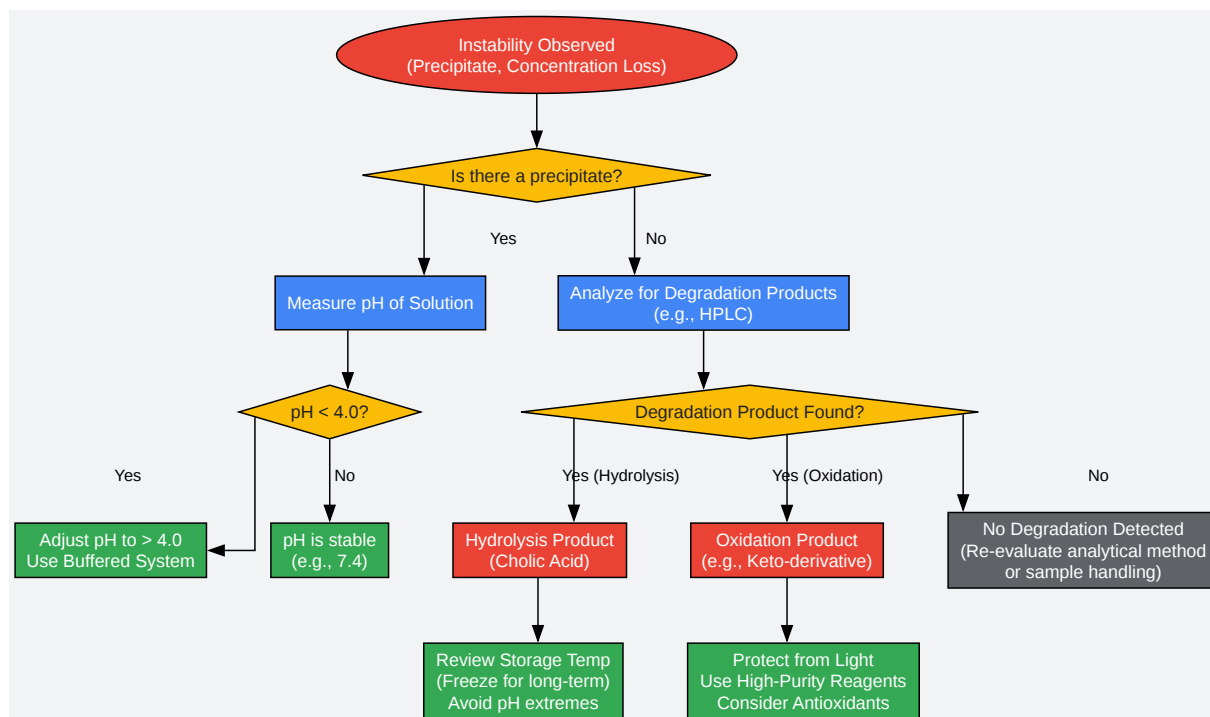 Instability Observed
(Precipitate, Concentration Loss)
Is there a precipitate?
Yes
No
Measure pH of Solution
Analyze for Degradation Products
(e.g., HPLC)
pH < 4.0?
Degradation Product Found?
Yes
No
Yes (Hydrolysis)
Yes (Oxidation)
No
Adjust pH to > 4.0
Use Buffered System
pH is stable
(e.g., 7.4)
Hydrolysis Product
(Cholic Acid)
Oxidation Product
(e.g., Keto-derivative)
No Degradation Detected
(Re-evaluate analytical method
or sample handling)
Review Storage Temp
(Freeze for long-term)
Avoid pH extremes
Protect from Light
Use High-Purity Reagents
Consider Antioxidants